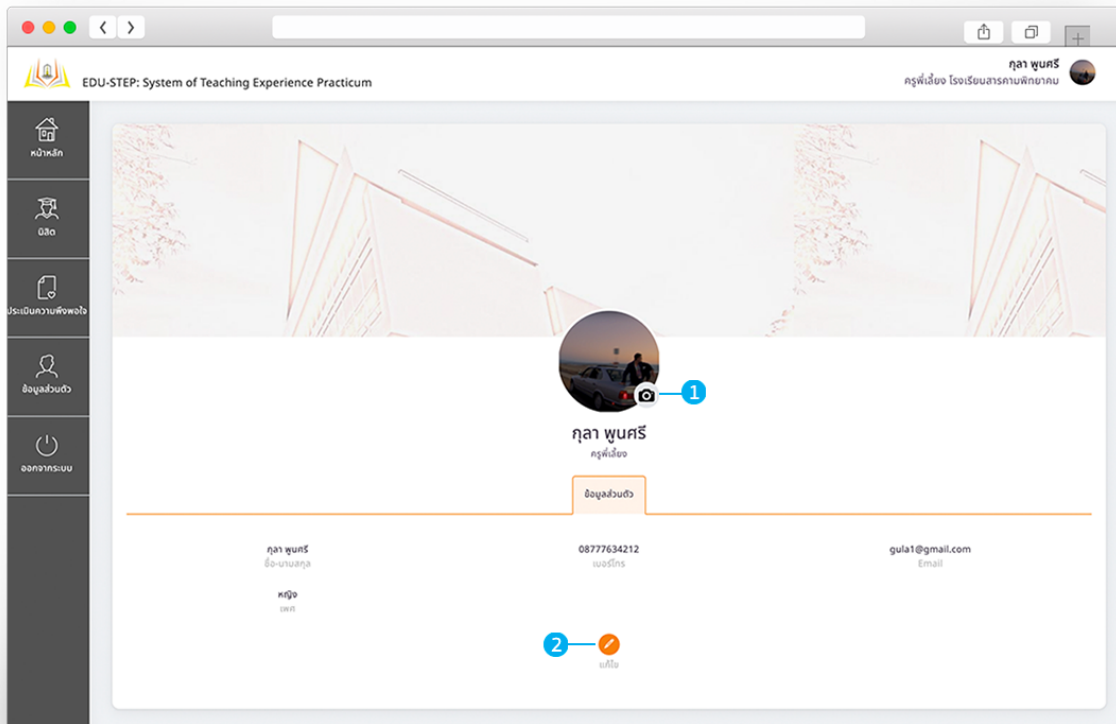 EDU-STEP: System of Teaching Experience Practicum
กุลา พูนศรี
ครูพี่เลี้ยง โรงเรียนสารคามพิทยาคม
หน้าหลัก
นิสิต
ประเมินความพึงพอใจ
ข้อมูลส่วนตัว
ออกจากระบบ
1
กุลา พูนศรี
ครูพี่เลี้ยง
ข้อมูลส่วนตัว
กุลา พูนศรี
ชื่อ-นามสกุล
08777634212
เบอร์โทร
gula1@gmail.com
Email
หญิง
เพศ
2
แก้ไข